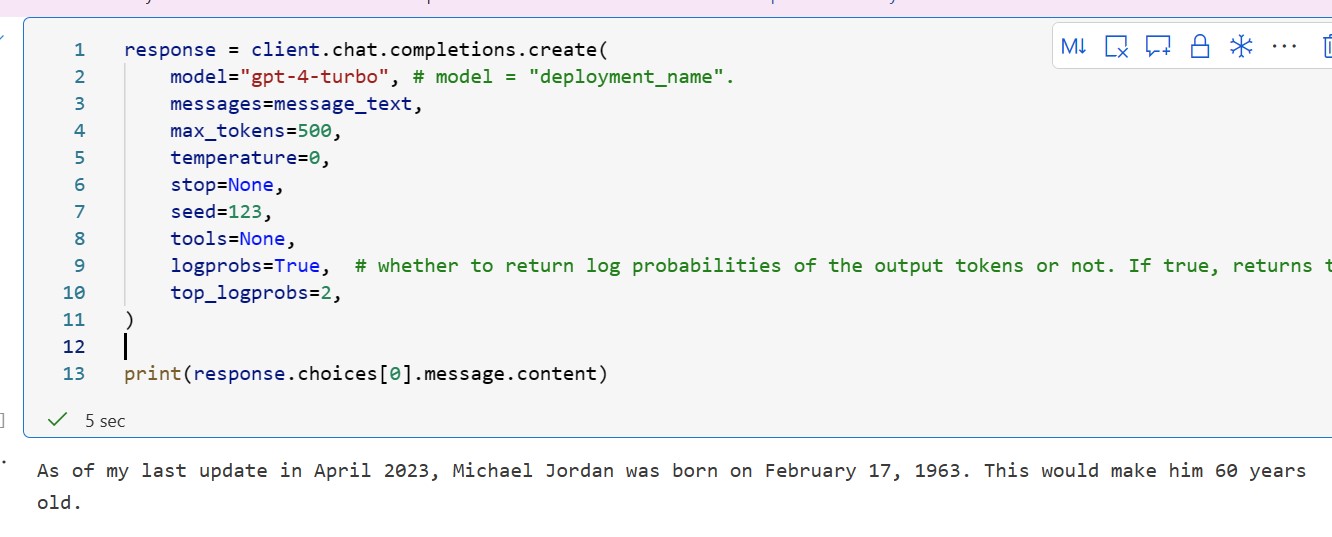 1 response = client.chat.completions.create(
2     model="gpt-4-turbo", # model = "deployment_name".
3     messages=message_text,
4     max_tokens=500,
5     temperature=0,
6     stop=None,
7     seed=123,
8     tools=None,
9     logprobs=True,  # whether to return log probabilities of the output tokens or not. If true, returns t
10     top_logprobs=2,
11 )
12
13 print(response.choices[0].message.content)
M↓
...
5 sec
As of my last update in April 2023, Michael Jordan was born on February 17, 1963. This would make him 60 years
old.